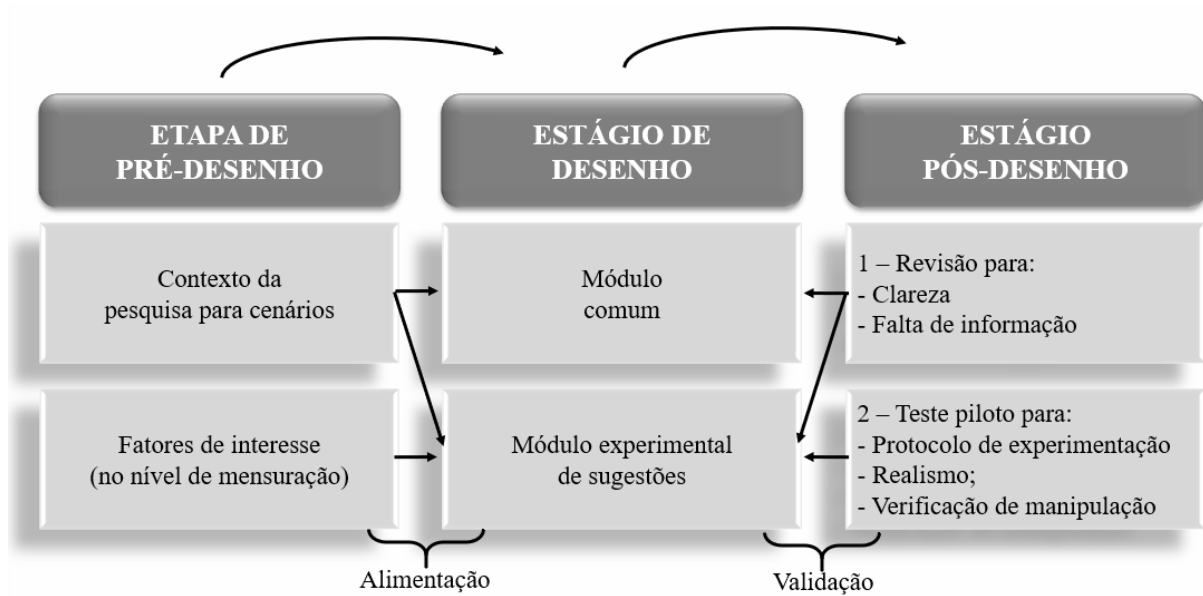 ETAPA DE
PRÉ-DESENHO
ESTÁGIO DE
DESENHO
ESTÁGIO
PÓS-DESENHO
Contexto da
pesquisa para cenários
Módulo
comum
1 – Revisão para:
- Clareza
- Falta de informação
Fatores de interesse
(no nível de mensuração)
Módulo experimental
de sugestões
2 – Teste piloto para:
- Protocolo de experimentação
- Realismo;
- Verificação de manipulação
Alimentação
Validação